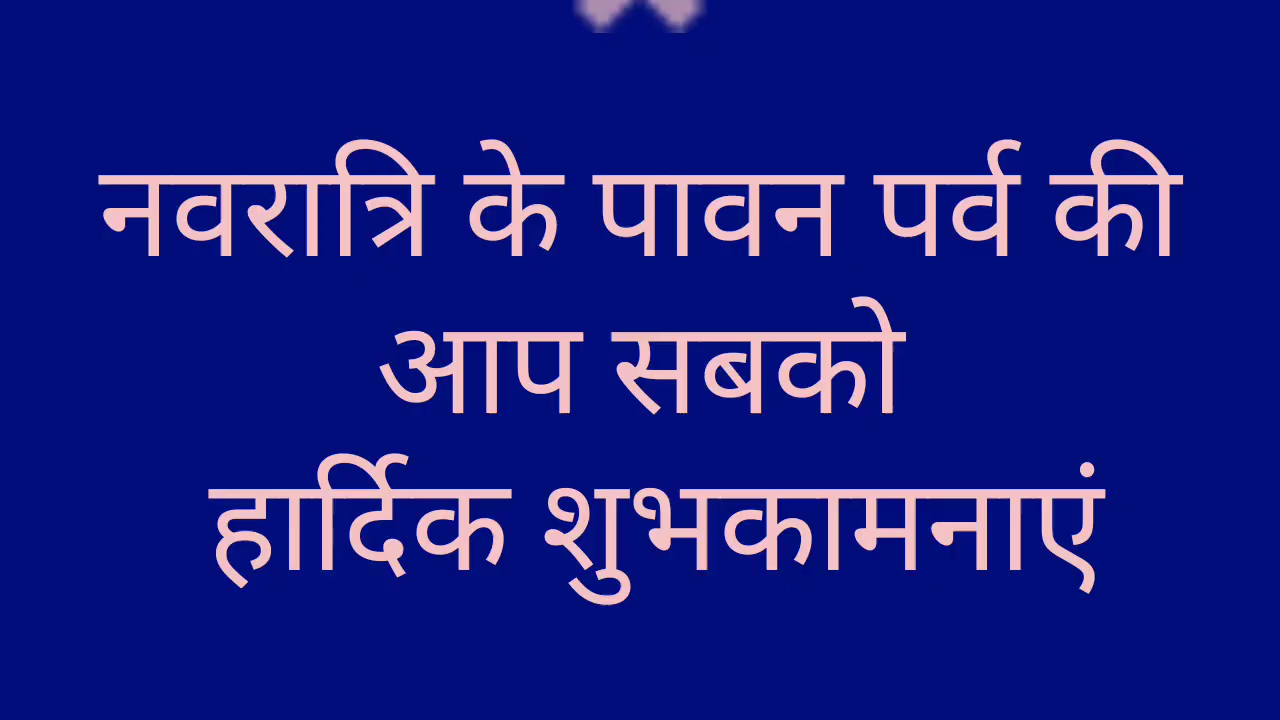 नवरात्रि के पावन पर्व की
आप सबको
हार्दिक शुभकामनाएं